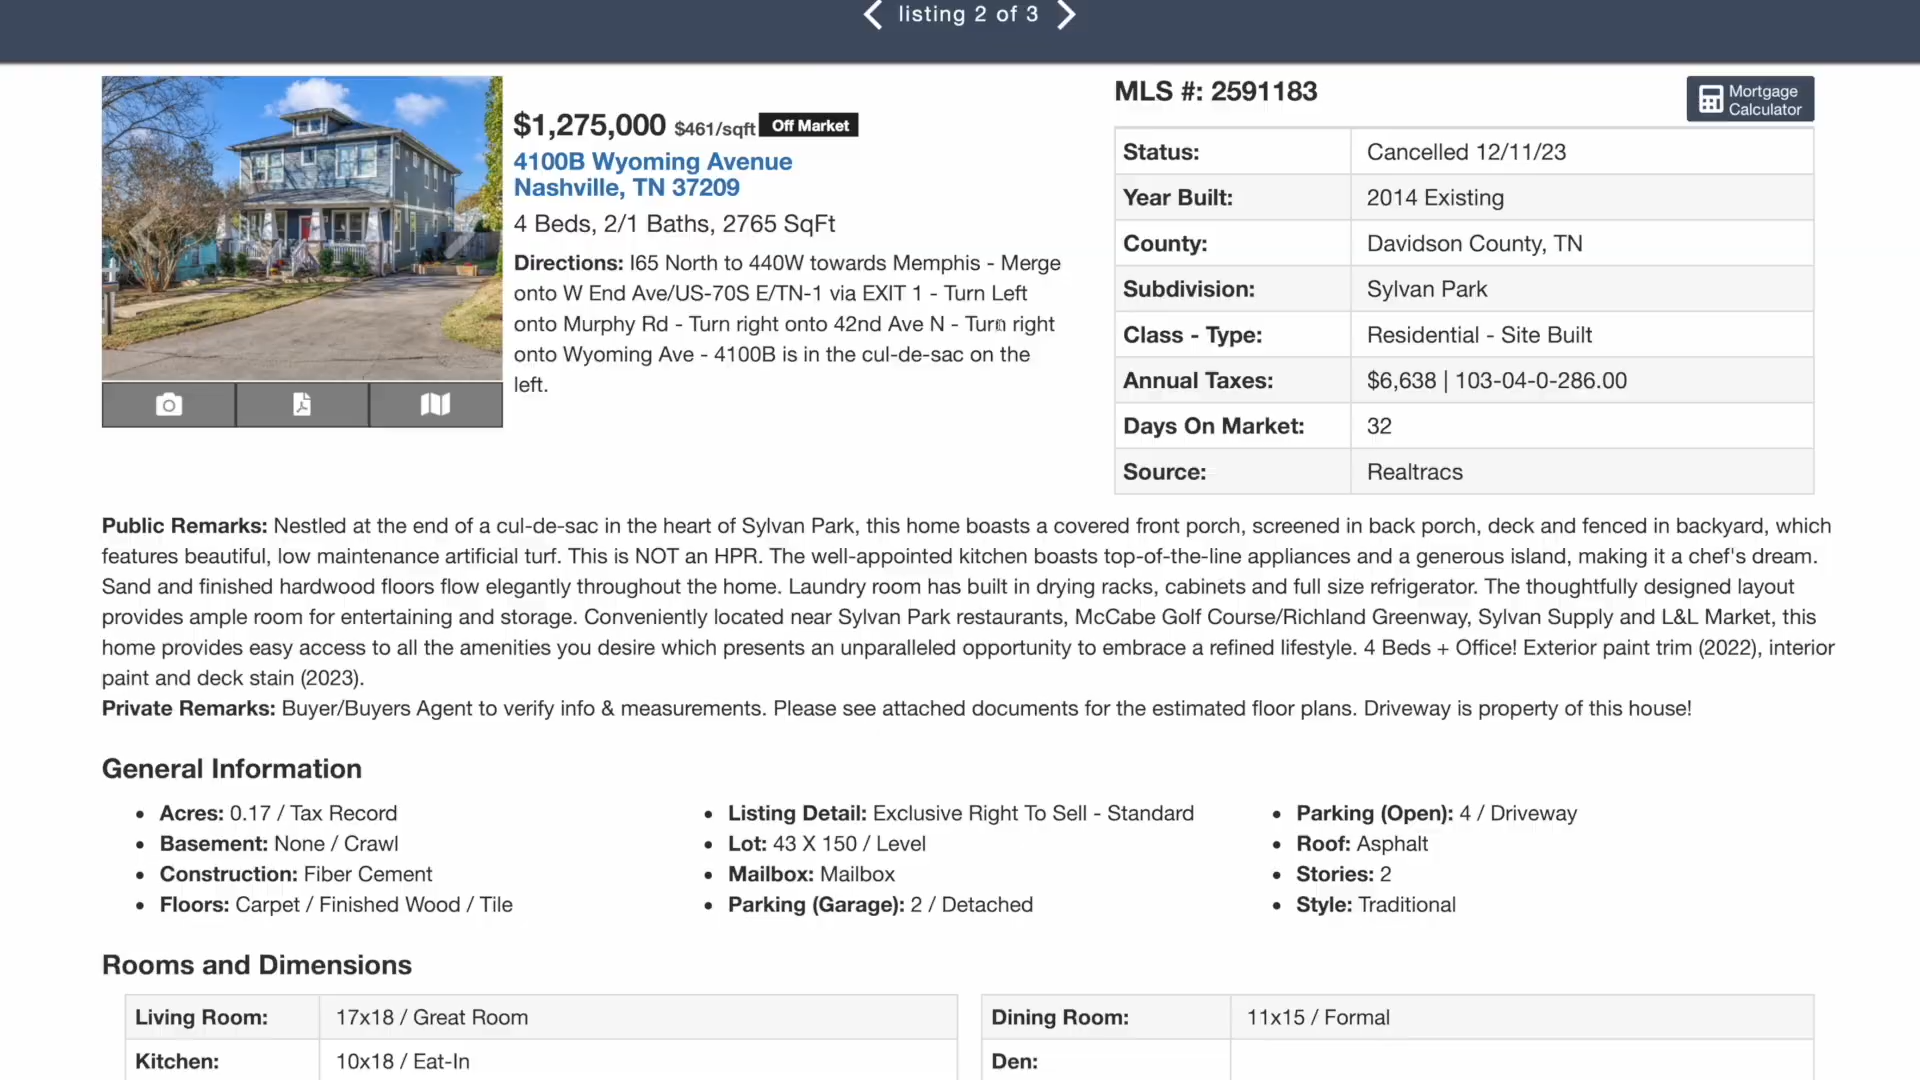 listing 2 of 3
$1,275,000 $461/sqft Off Market
4100B Wyoming Avenue
Nashville, TN 37209
4 Beds, 2/1 Baths, 2765 SqFt
Directions: I65 North to 440W towards Memphis - Merge
onto W End Ave/US-70S E/TN-1 via EXIT 1 - Turn Left
onto Murphy Rd - Turn right onto 42nd Ave N - Turn right
onto Wyoming Ave - 4100B is in the cul-de-sac on the
left.
MLS #: 2591183
Mortgage
Calculator
Status: Cancelled 12/11/23
Year Built: 2014 Existing
County: Davidson County, TN
Subdivision: Sylvan Park
Class - Type: Residential - Site Built
Annual Taxes: $6,638 | 103-04-0-286.00
Days On Market: 32
Source: Realtracs
Public Remarks: Nestled at the end of a cul-de-sac in the heart of Sylvan Park, this home boasts a covered front porch, screened in back porch, deck and fenced in backyard, which
features beautiful, low maintenance artificial turf. This is NOT an HPR. The well-appointed kitchen boasts top-of-the-line appliances and a generous island, making it a chef's dream.
Sand and finished hardwood floors flow elegantly throughout the home. Laundry room has built in drying racks, cabinets and full size refrigerator. The thoughtfully designed layout
provides ample room for entertaining and storage. Conveniently located near Sylvan Park restaurants, McCabe Golf Course/Richland Greenway, Sylvan Supply and L&L Market, this
home provides easy access to all the amenities you desire which presents an unparalleled opportunity to embrace a refined lifestyle. 4 Beds + Office! Exterior paint trim (2022), interior
paint and deck stain (2023).
Private Remarks: Buyer/Buyers Agent to verify info & measurements. Please see attached documents for the estimated floor plans. Driveway is property of this house!
General Information
• Acres: 0.17 / Tax Record
• Basement: None / Crawl
• Construction: Fiber Cement
• Floors: Carpet / Finished Wood / Tile
• Listing Detail: Exclusive Right To Sell - Standard
• Lot: 43 X 150 / Level
• Mailbox: Mailbox
• Parking (Garage): 2 / Detached
• Parking (Open): 4 / Driveway
• Roof: Asphalt
• Stories: 2
• Style: Traditional
Rooms and Dimensions
Living Room: 17x18 / Great Room
Kitchen: 10x18 / Eat-In
Dining Room: 11x15 / Formal
Den: